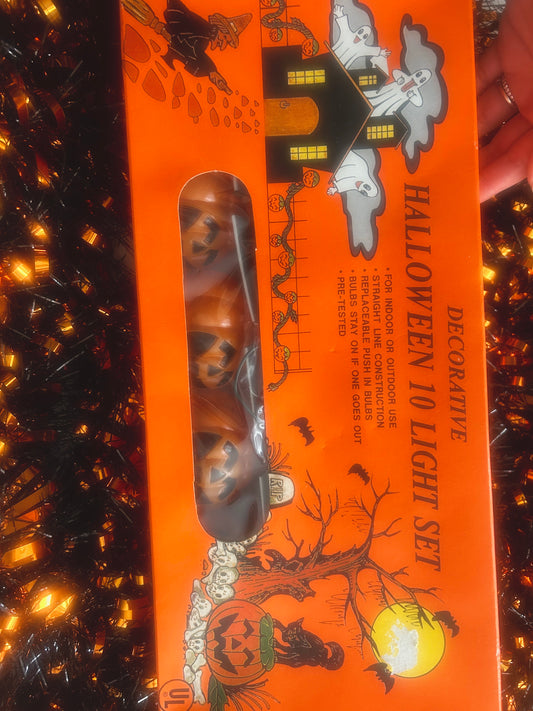 DECORATIVE
HALLOWEEN 10 LIGHT SET
• FOR INDOOR OR OUTDOOR USE
• STRAIGHT LINE CONSTRUCTION
• REPLACEABLE PUSH IN BULBS
• BULBS STAY ON IF ONE GOES OUT
• PRE-TESTED
R.I.P.
UL